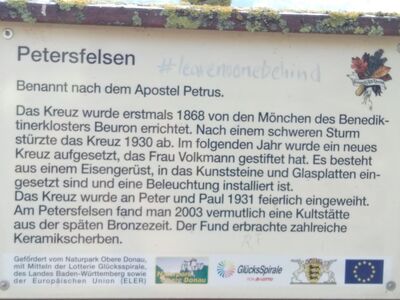 Petersfelsen
#leavenoonebehind
Benannt nach dem Apostel Petrus.
Das Kreuz wurde erstmals 1868 von den Mönchen des Benedik-
tinerklosters Beuron errichtet. Nach einem schweren Sturm
stürzte das Kreuz 1930 ab. Im folgenden Jahr wurde ein neues
Kreuz aufgesetzt, das Frau Volkmann gestiftet hat. Es besteht
aus einem Eisengerüst, in das Kunststeine und Glasplatten ein-
gesetzt sind und eine Beleuchtung installiert ist.
Das Kreuz wurde an Peter und Paul 1931 feierlich eingeweiht.
Am Petersfelsen fand man 2003 vermutlich eine Kultstätte
aus der späten Bronzezeit. Der Fund erbrachte zahlreiche
Keramikscherben.
Gefördert vom Naturpark Obere Donau,
mit Mitteln der Lotterie Glücksspirale,
des Landes Baden-Württemberg sowie
der Europäischen Union (ELER)
Naturpark
Obere Donau
GlücksSpirale